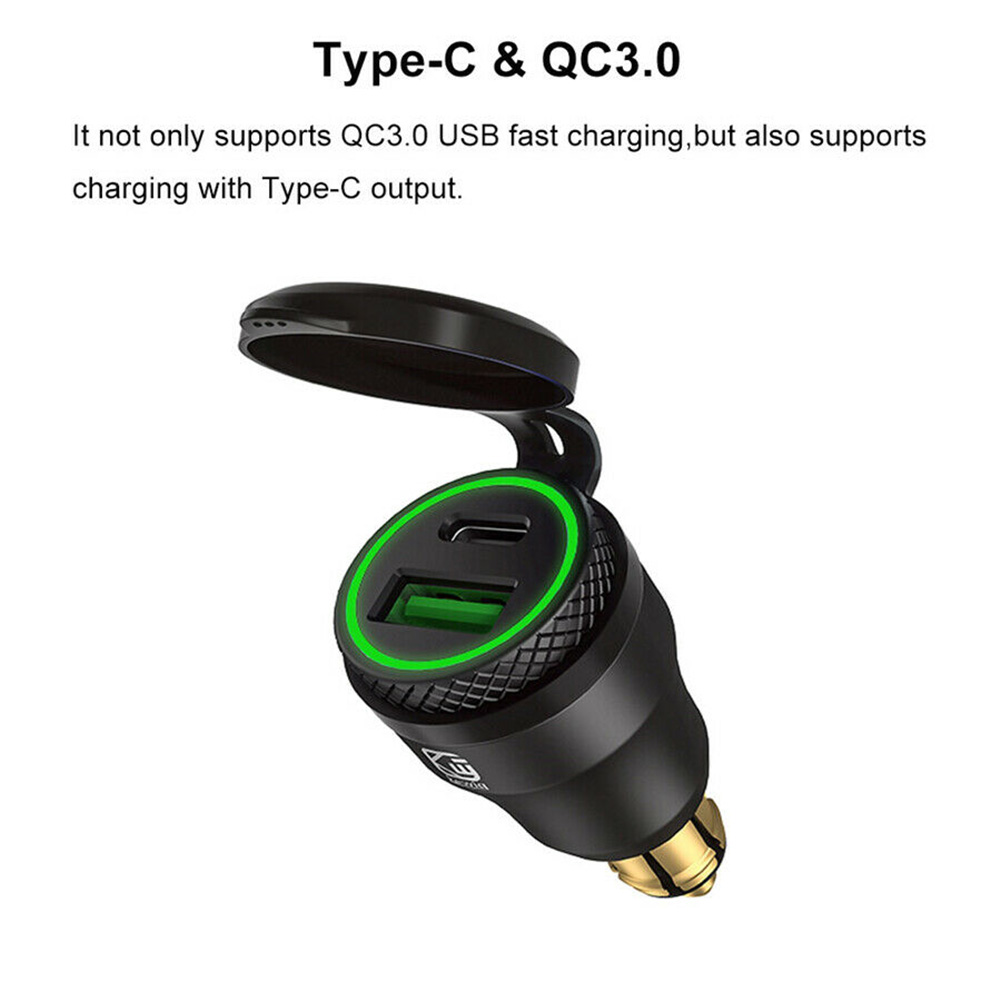 Type-C & QC3.0
It not only supports QC3.0 USB fast charging,but also supports
charging with Type-C output.